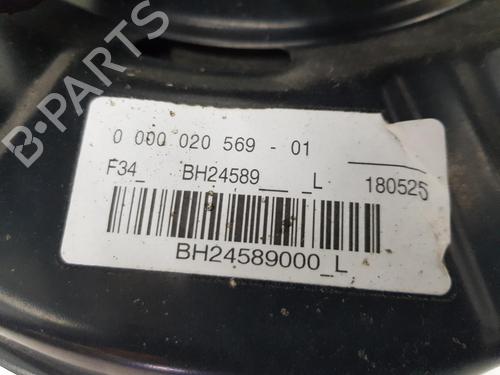 0 000 020 569 - 01
F34_ BH24589___ _L 180525
BH24589000_L
B-PARTS